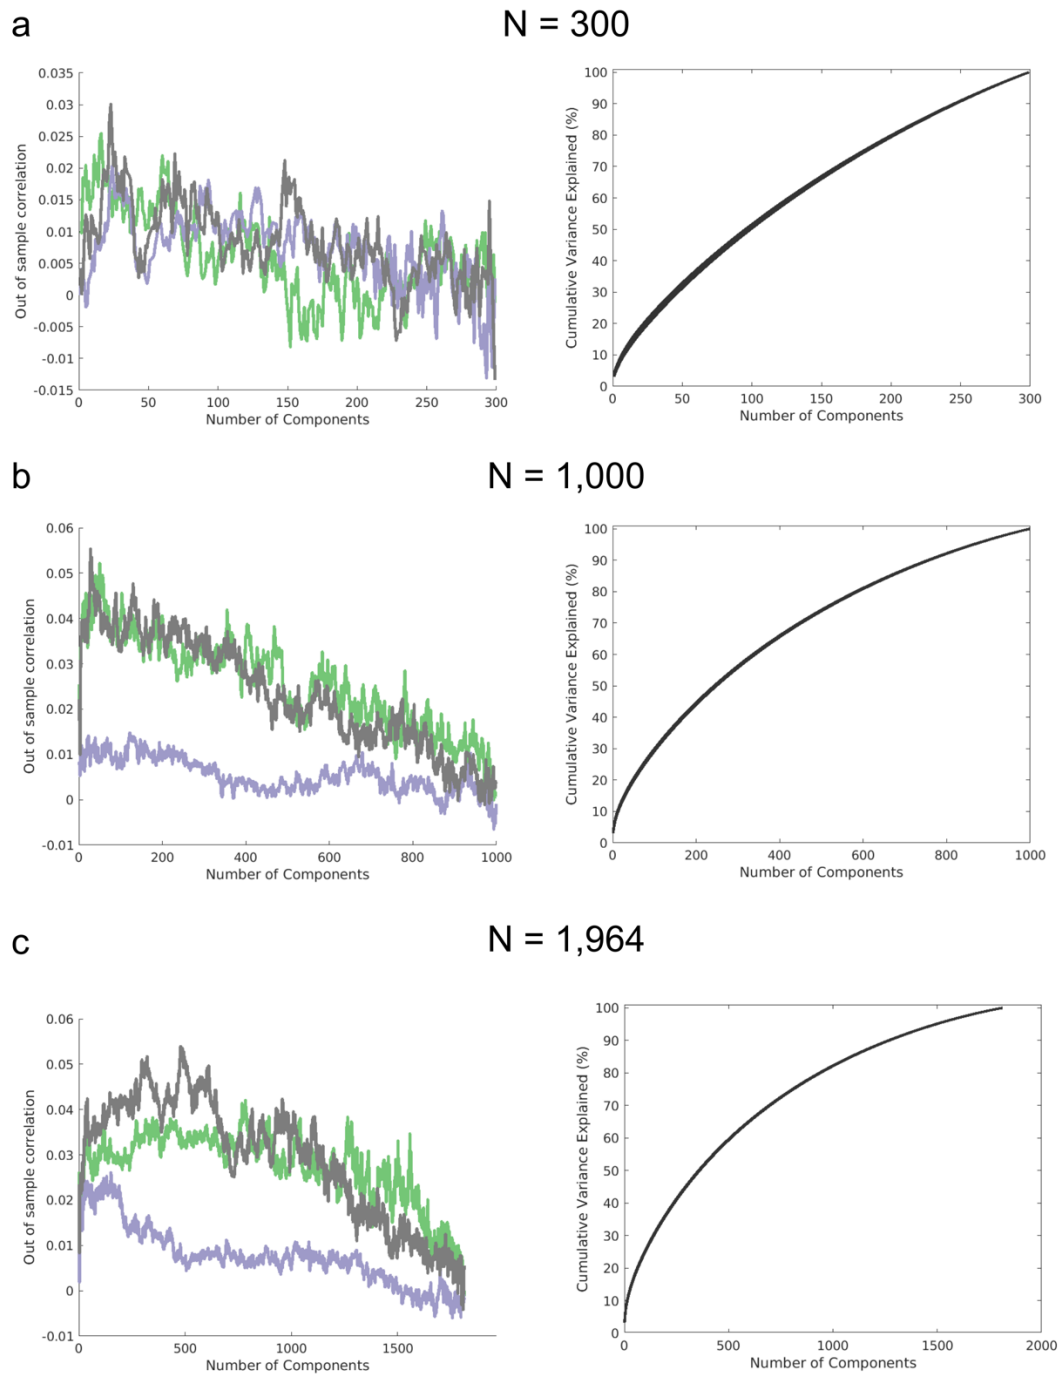 a
N = 300
Out of sample correlation
0.035
0.03
0.025
0.02
0.015
0.01
0.005
0
-0.005
-0.01
-0.015
0 50 100 150 200 250 300
Number of Components
Cumulative Variance Explained (%)
100
90
80
70
60
50
40
30
20
10
0
0 50 100 150 200 250 300
Number of Components
b
N = 1,000
Out of sample correlation
0.06
0.05
0.04
0.03
0.02
0.01
0
-0.01
0 200 400 600 800 1000
Number of Components
Cumulative Variance Explained (%)
100
90
80
70
60
50
40
30
20
10
0
0 200 400 600 800 1000
Number of Components
c
N = 1,964
Out of sample correlation
0.06
0.05
0.04
0.03
0.02
0.01
0
-0.01
0 500 1000 1500
Number of Components
Cumulative Variance Explained (%)
100
90
80
70
60
50
40
30
20
10
0
0 500 1000 1500 2000
Number of Components